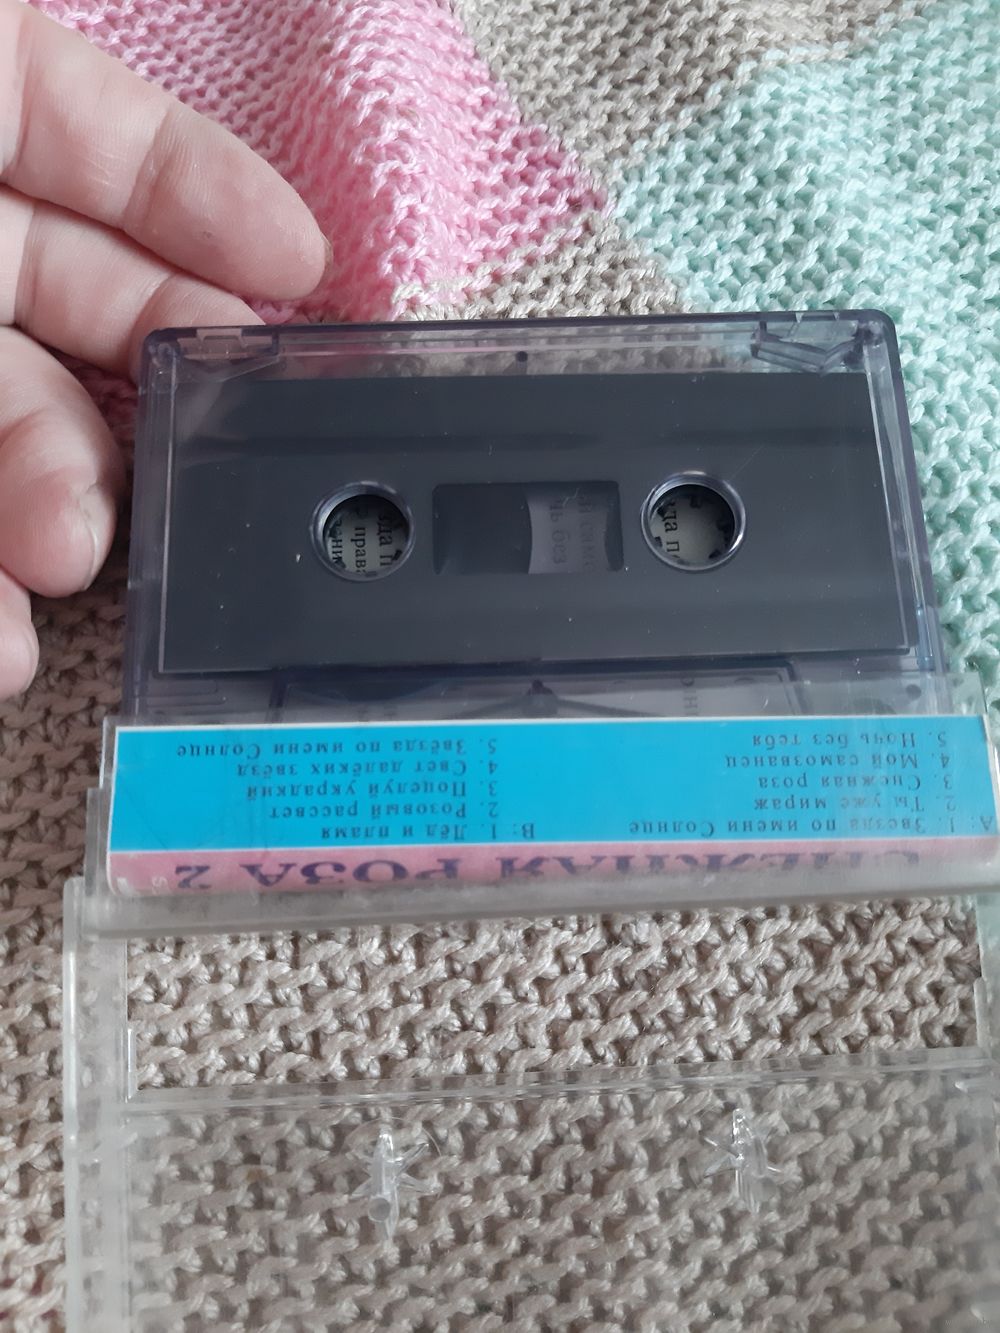 СНЕЖНАЯ РОЗА 2
А: 1. Звезда по имени Солнце
2. Ты уже мираж
3. Снежная роза
4. Мой самозванец
5. Ночь без тебя
В: 1. Лёд и пламя
2. Розовый рассвет
3. Поцелуй украдкий
4. Свет далёких звёзд
5. Звёзда по имени Солнце